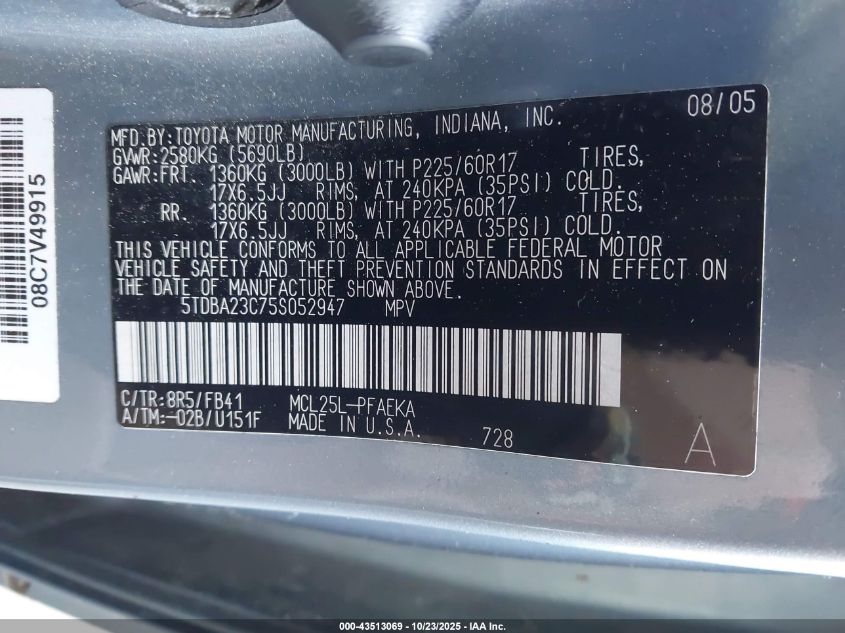 08/05
MFD.BY:TOYOTA MOTOR MANUFACTURING, INDIANA, INC.
GVWR:2580KG (5690LB)
GAWR:FRT. 1360KG (3000LB) WITH P225/60R17 TIRES,
17X6.5JJ RIMS, AT 240KPA (35PSI) COLD.
RR. 1360KG (3000LB) WITH P225/60R17 TIRES,
17X6.5JJ RIMS, AT 240KPA (35PSI) COLD.
THIS VEHICLE CONFORMS TO ALL APPLICABLE FEDERAL MOTOR
VEHICLE SAFETY AND THEFT PREVENTION STANDARDS IN EFFECT ON
THE DATE OF MANUFACTURE SHOWN ABOVE.
5TDBA23C75S052947 MPV
C/TR:8R5/FB41 MCL25L-PFAEKA
A/TM:-02B/U151F MADE IN U.S.A. 728
A
08C7V49915
000-43513069 - 10/23/2025 - IAA Inc.